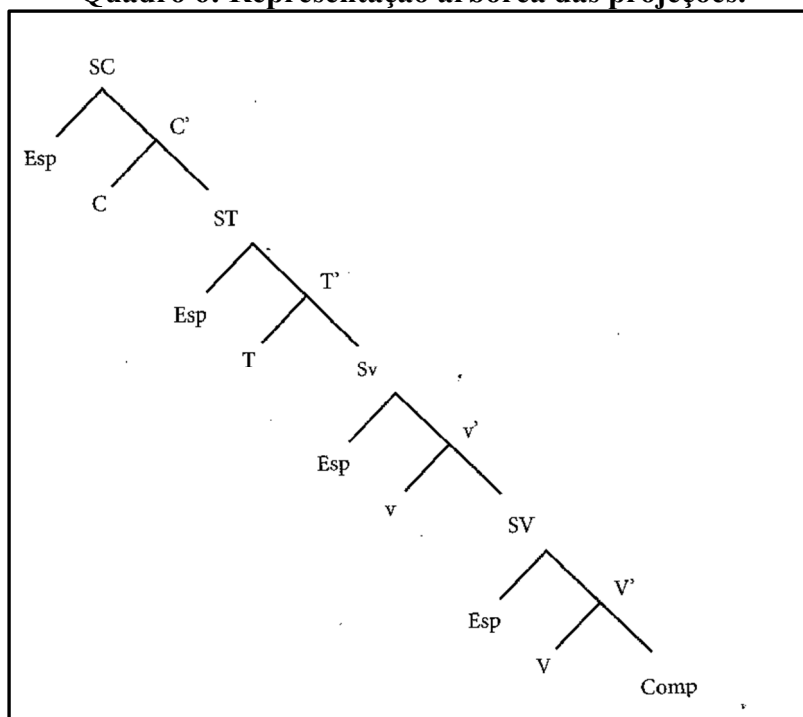 Quadro 6: Representação arbórea das projeções.
SC
Esp
C'
C
ST
Esp
T'
T
Sv
Esp
v'
v
SV
Esp
V'
V
Comp